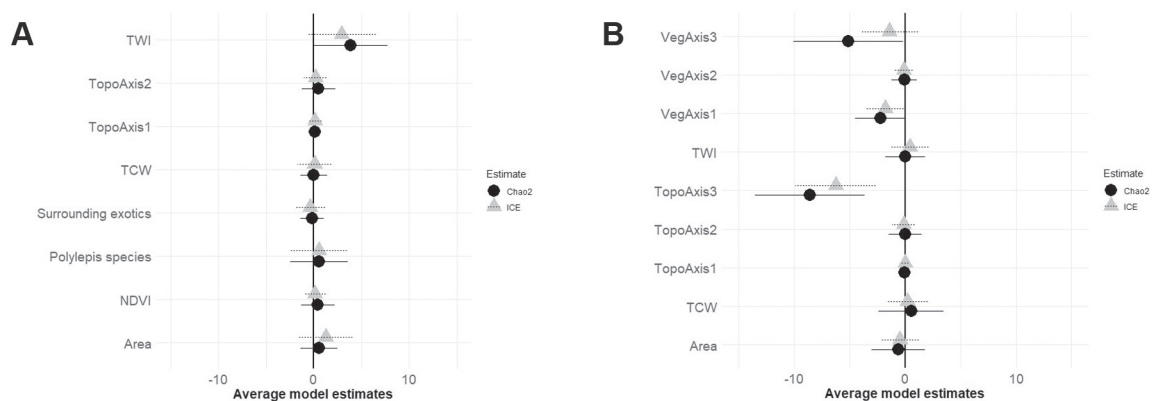 A
TWI
TopoAxis2
TopoAxis1
TCW
Surrounding exotics
Polylepis species
NDVI
Area
-10
0
10
Average model estimates
Estimate
Chao2
ICE
B
VegAxis3
VegAxis2
VegAxis1
TWI
TopoAxis3
TopoAxis2
TopoAxis1
TCW
Area
-10
0
10
Average model estimates
Estimate
Chao2
ICE